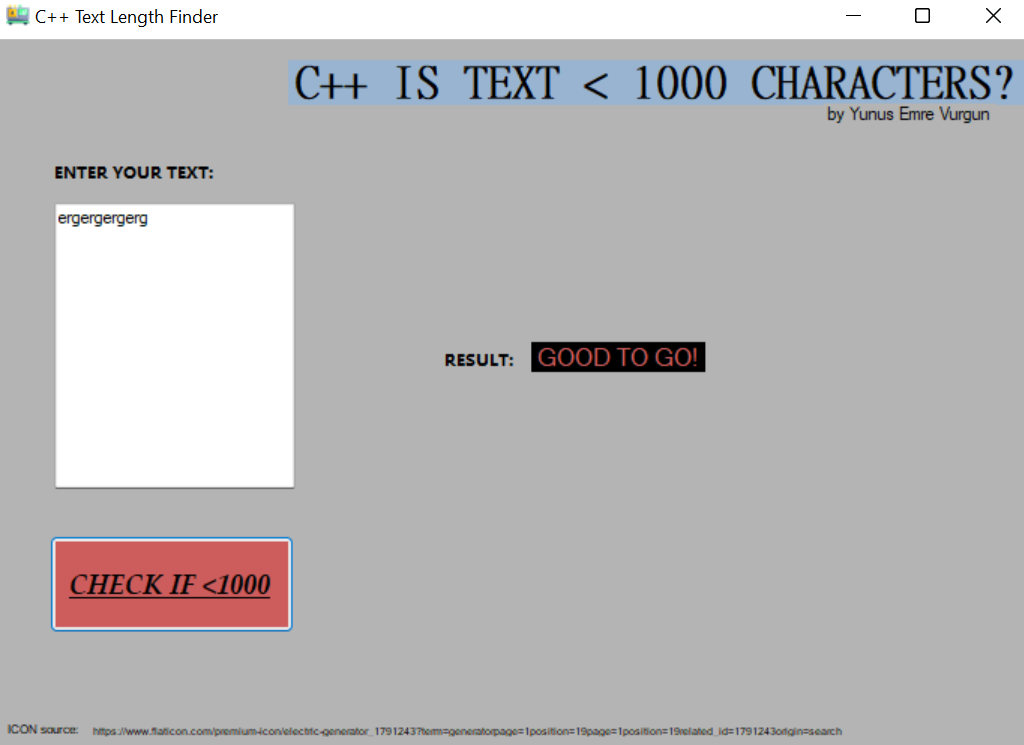 C++ Text Length Finder
C++ IS TEXT < 1000 CHARACTERS?
by Yunus Emre Vurgun
ENTER YOUR TEXT:
ergergergerg
RESULT: GOOD TO GO!
CHECK IF <1000
ICON source: https://www.flaticon.com/premium-icon/electric-generator_1791243?term=generatorpage=1position=19page=1position=19related_id=1791243origin=search